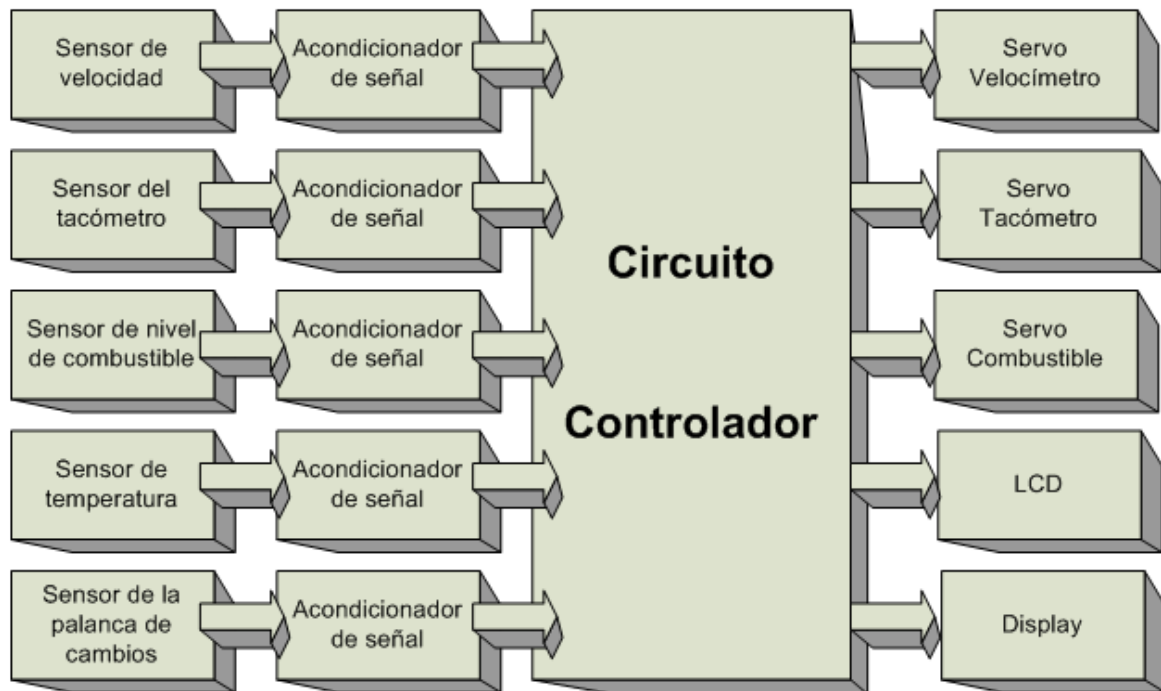 Sensor de
velocidad
Acondicionador
de señal
Servo
Velocímetro
Sensor del
tacómetro
Acondicionador
de señal
Servo
Tacómetro
Sensor de nivel
de combustible
Acondicionador
de señal
Servo
Combustible
Sensor de
temperatura
Acondicionador
de señal
LCD
Sensor de la
palanca de
cambios
Acondicionador
de señal
Display
Circuito
Controlador